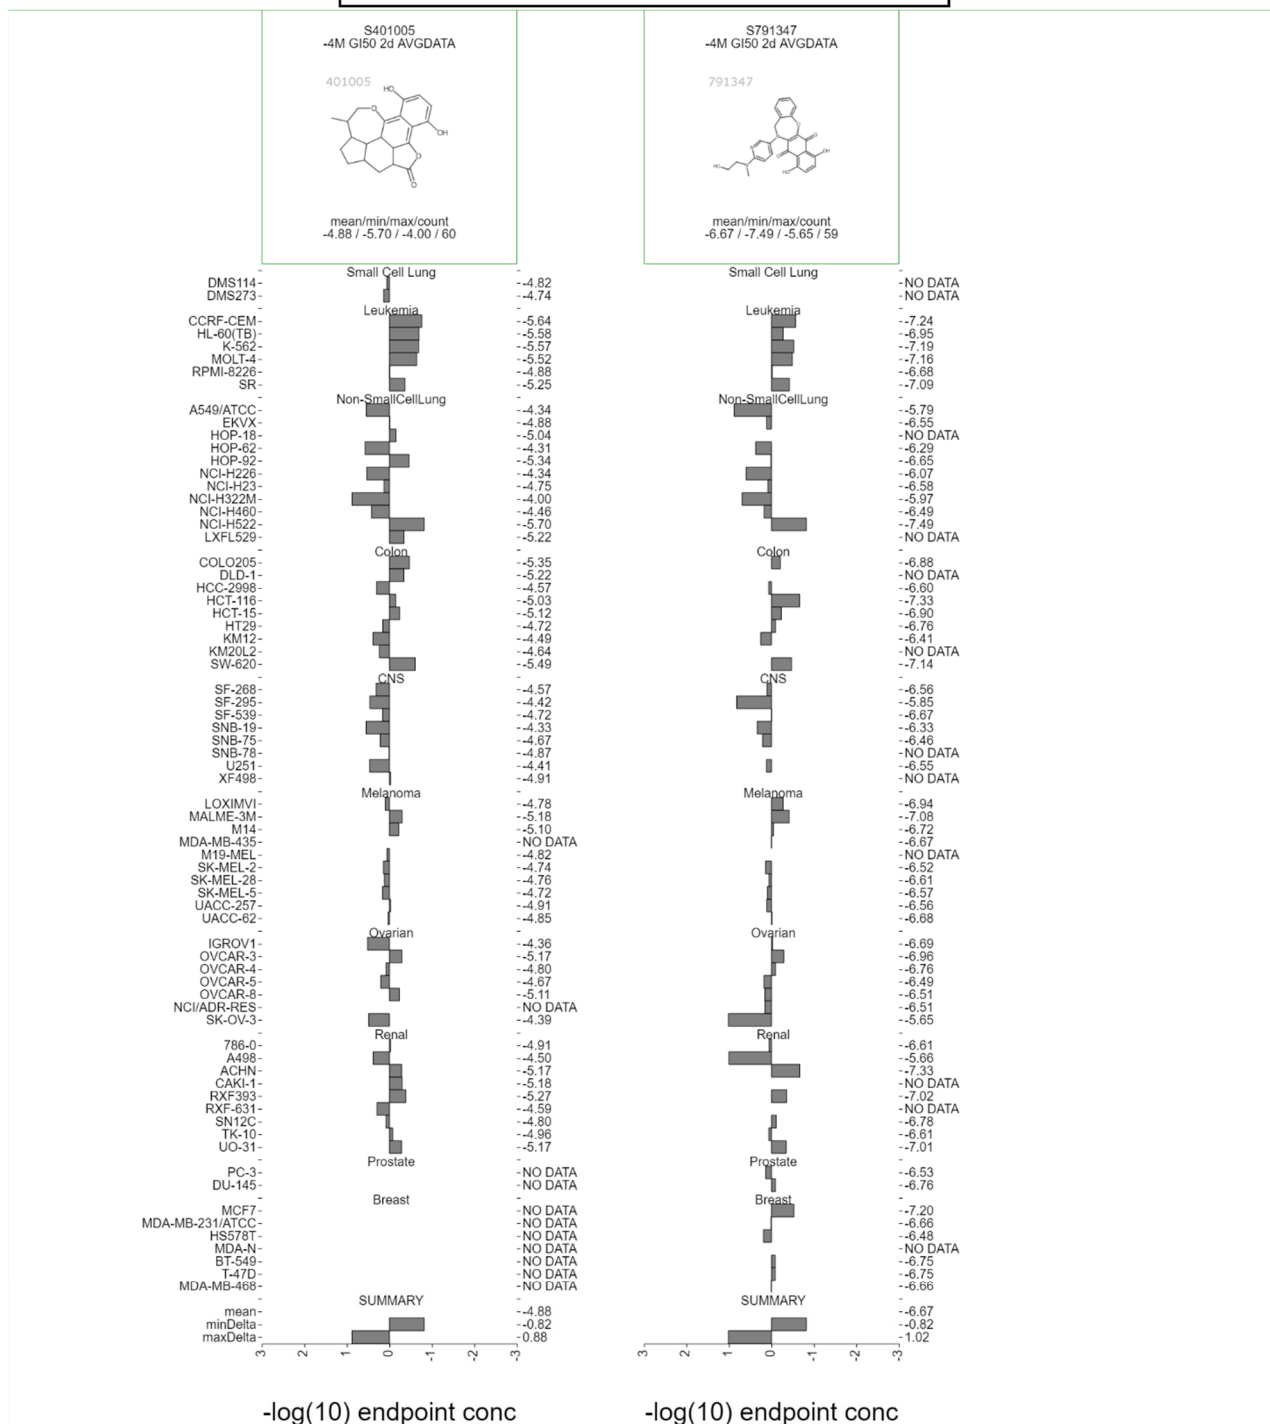 S401005
-4M GI50 2d AVGDATA
401005
HO
O
OH
O
O
mean/min/max/count
-4.88 / -5.70 / -4.00 / 60
S791347
-4M GI50 2d AVGDATA
791347
mean/min/max/count
-6.67 / -7.49 / -5.65 / 59
Small Cell Lung Small Cell Lung
DMS114 -4.82 NO DATA
DMS273 -4.74 NO DATA
Leukemia Leukemia
CCRF-CEM -5.64 -7.24
HL-60(TB) -5.58 -6.95
K-562 -5.57 -7.19
MOLT-4 -5.52 -7.16
RPMI-8226 -4.88 -6.68
SR -5.25 -7.09
Non-SmallCellLung Non-SmallCellLung
A549/ATCC -4.34 -5.79
EKVX -4.88 -6.55
HOP-18 -5.04 NO DATA
HOP-62 -4.31 -6.29
HOP-92 -5.34 -6.65
NCI-H226 -4.34 -6.07
NCI-H23 -4.75 -6.58
NCI-H322M -4.00 -5.97
NCI-H460 -4.46 -6.49
NCI-H522 -5.70 -7.49
LXFL529 -5.22 NO DATA
Colon Colon
COLO205 -5.35 -6.88
DLD-1 -5.22 NO DATA
HCC-2998 -4.57 -6.60
HCT-116 -5.03 -7.33
HCT-15 -5.12 -6.90
HT29 -4.72 -6.76
KM12 -4.49 -6.41
KM20L2 -4.64 NO DATA
SW-620 -5.49 -7.14
CNS CNS
SF-268 -4.57 -6.56
SF-295 -4.42 -5.85
SF-539 -4.72 -6.67
SNB-19 -4.33 -6.33
SNB-75 -4.67 -6.46
SNB-78 -4.87 NO DATA
U251 -4.41 -6.55
XF498 -4.91 NO DATA
Melanoma Melanoma
LOXIMVI -4.78 -6.94
MALME-3M -5.18 -7.08
M14 -5.10 -6.72
MDA-MB-435 NO DATA -6.67
M19-MEL -4.82 NO DATA
SK-MEL-2 -4.74 -6.52
SK-MEL-28 -4.76 -6.61
SK-MEL-5 -4.72 -6.57
UACC-257 -4.91 -6.56
UACC-62 -4.85 -6.68
Ovarian Ovarian
IGROV1 -4.36 -6.69
OVCAR-3 -5.17 -6.96
OVCAR-4 -4.80 -6.76
OVCAR-5 -4.67 -6.49
OVCAR-8 -5.11 -6.51
NCI/ADR-RES NO DATA -6.51
SK-OV-3 -4.39 -5.65
Renal Renal
786-0 -4.91 -6.61
A498 -4.50 -5.66
ACHN -5.17 -7.33
CAKI-1 -5.18 NO DATA
RXF393 -5.27 -7.02
RXF-631 -4.59 NO DATA
SN12C -4.80 -6.78
TK-10 -4.96 -6.61
UO-31 -5.17 -7.01
Prostate Prostate
PC-3 NO DATA -6.53
DU-145 NO DATA -6.76
Breast Breast
MCF7 NO DATA -7.20
MDA-MB-231/ATCC NO DATA -6.66
HS578T NO DATA -6.48
MDA-N NO DATA NO DATA
BT-549 NO DATA -6.75
T-47D NO DATA -6.75
MDA-MB-468 NO DATA -6.66
SUMMARY SUMMARY
mean -4.88 -6.67
minDelta -0.82 -0.82
maxDelta 0.88 1.02
3 2 1 0 -1 -2 -3 3 2 1 0 -1 -2 -3
-log(10) endpoint conc -log(10) endpoint conc